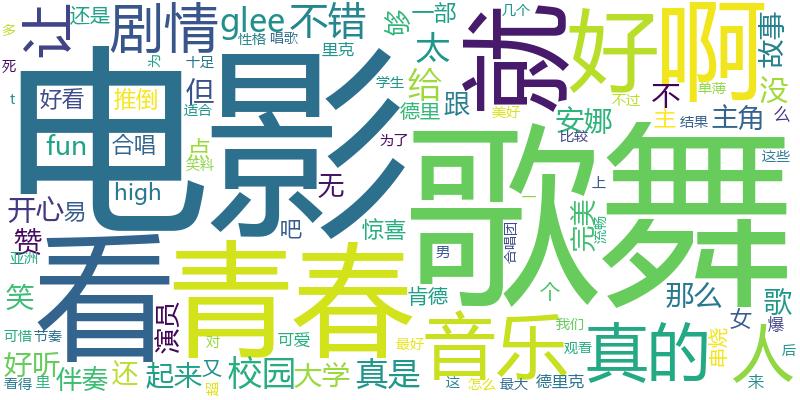 还是
剧情
glee
不错
够
一部
几个
就
好
啊
故事
多
让
性格
唱歌
里克
太
死
十足
为
给
跟
学生
美好
不过
单薄
没
t
好看
推倒
但
适合
德里
安娜
不
主
结果
主角
么
电影
fun
合唱
点
笑料
为了
比较
这些
high
无
歌舞
开心
易
赞
吧
惊喜
男
合唱团
一
上
完美
流畅
亚洲
看
青春
笑
演员
可爱
肯德
个
那么
歌
女
爆
可惜
节奏
对
最好
音乐
我们
观看
真的
串烧
人
后
好听
看得
里
伴奏
还
起来
又
校园
大学
真是
这
怎么
最大
德里克
来